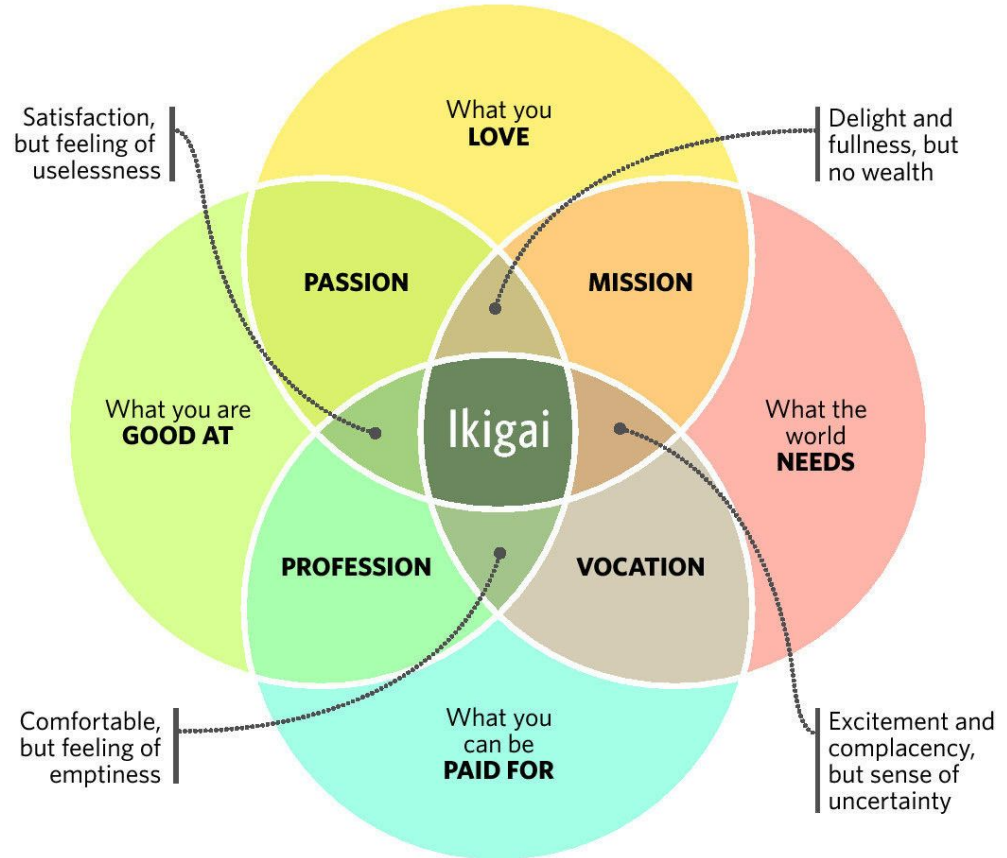 What you
LOVE
Satisfaction,
but feeling of
uselessness
Delight and
fullness, but
no wealth
PASSION
MISSION
What you are
GOOD AT
Ikigai
What the
world
NEEDS
PROFESSION
VOCATION
Comfortable,
but feeling of
emptiness
What you
can be
PAID FOR
Excitement and
complacency,
but sense of
uncertainty